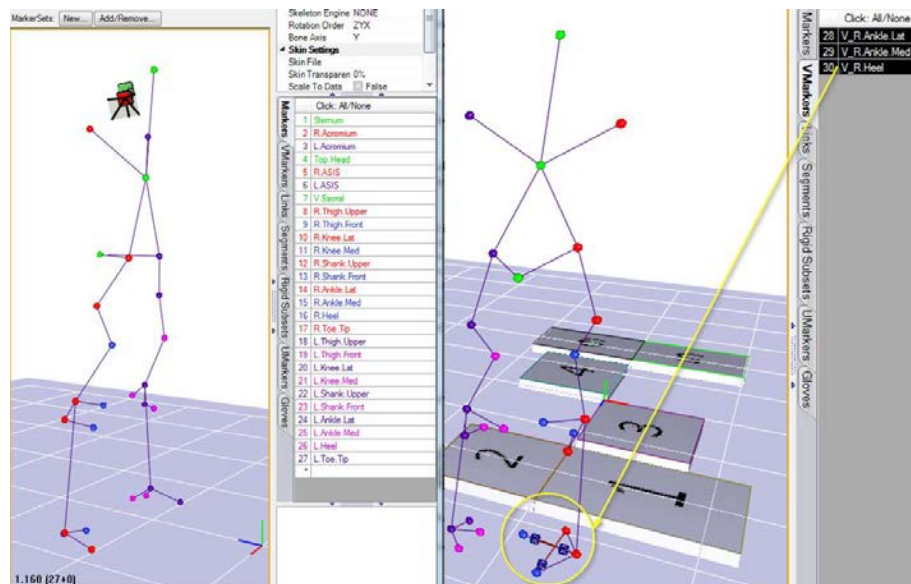 MarkerSets: New... Add/Remove...
Skeleton Engine NONE
Rotation Order ZYX
Bone Axis Y
Skin Settings
Skin File
Skin Transparen 0%
Scale To Data False
Markers
VMarkers
Links
Segments
Rigid Subsets
UMarkers
Gloves
Click: All/None
1 Sternum
2 R.Acromium
3 L.Acromium
4 Top.Head
5 R.ASIS
6 L.ASIS
7 V.Sacral
8 R.Thigh.Upper
9 R.Thigh.Front
10 R.Knee.Lat
11 R.Knee.Med
12 R.Shank.Upper
13 R.Shank.Front
14 R.Ankle.Lat
15 R.Ankle.Med
16 R.Heel
17 R.Toe.Tip
18 L.Thigh.Upper
19 L.Thigh.Front
20 L.Knee.Lat
21 L.Knee.Med
22 L.Shank.Upper
23 L.Shank.Front
24 L.Ankle.Lat
25 L.Ankle.Med
26 L.Heel
27 L.Toe.Tip
*
1.160 (27+0)
4
3
2
1
Markers
VMarkers
Links
Segments
Rigid Subsets
UMarkers
Gloves
Click: All/None
28 V_R.Ankle.Lat
29 V_R.Ankle.Med
30 V_R.Heel